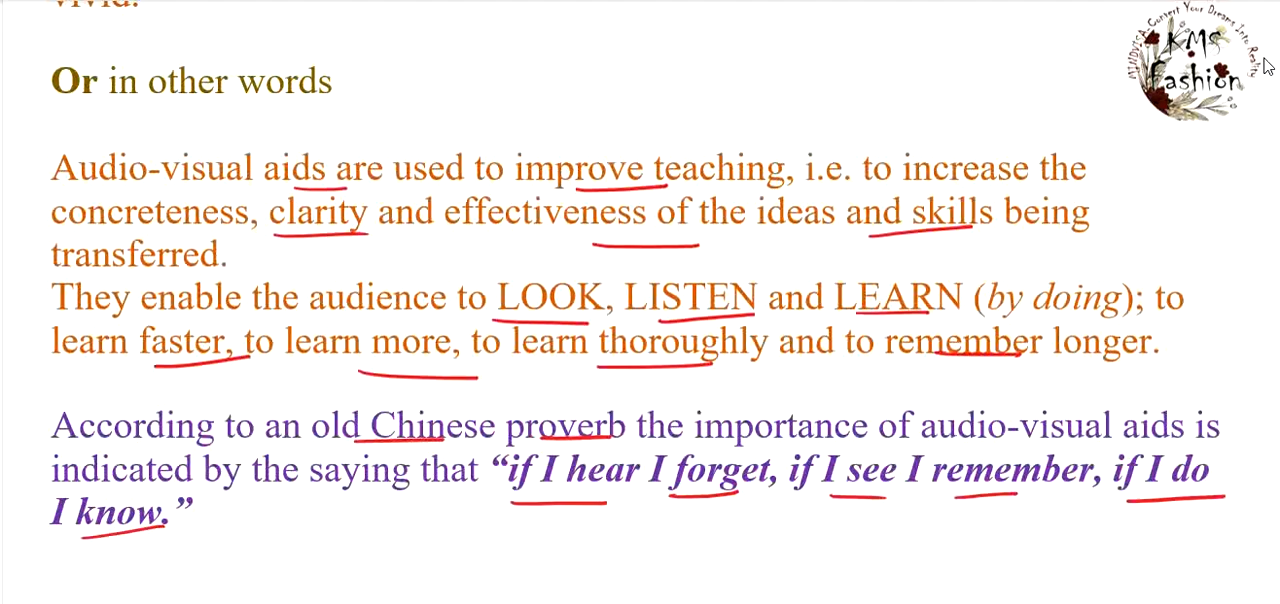 vivid.
Or in other words
MINDVISA Convert Your Dreams Into Reality
KMS
Fashion
Audio-visual aids are used to improve teaching, i.e. to increase the
concreteness, clarity and effectiveness of the ideas and skills being
transferred.
They enable the audience to LOOK, LISTEN and LEARN (by doing); to
learn faster, to learn more, to learn thoroughly and to remember longer.
According to an old Chinese proverb the importance of audio-visual aids is
indicated by the saying that “if I hear I forget, if I see I remember, if I do
I know.”